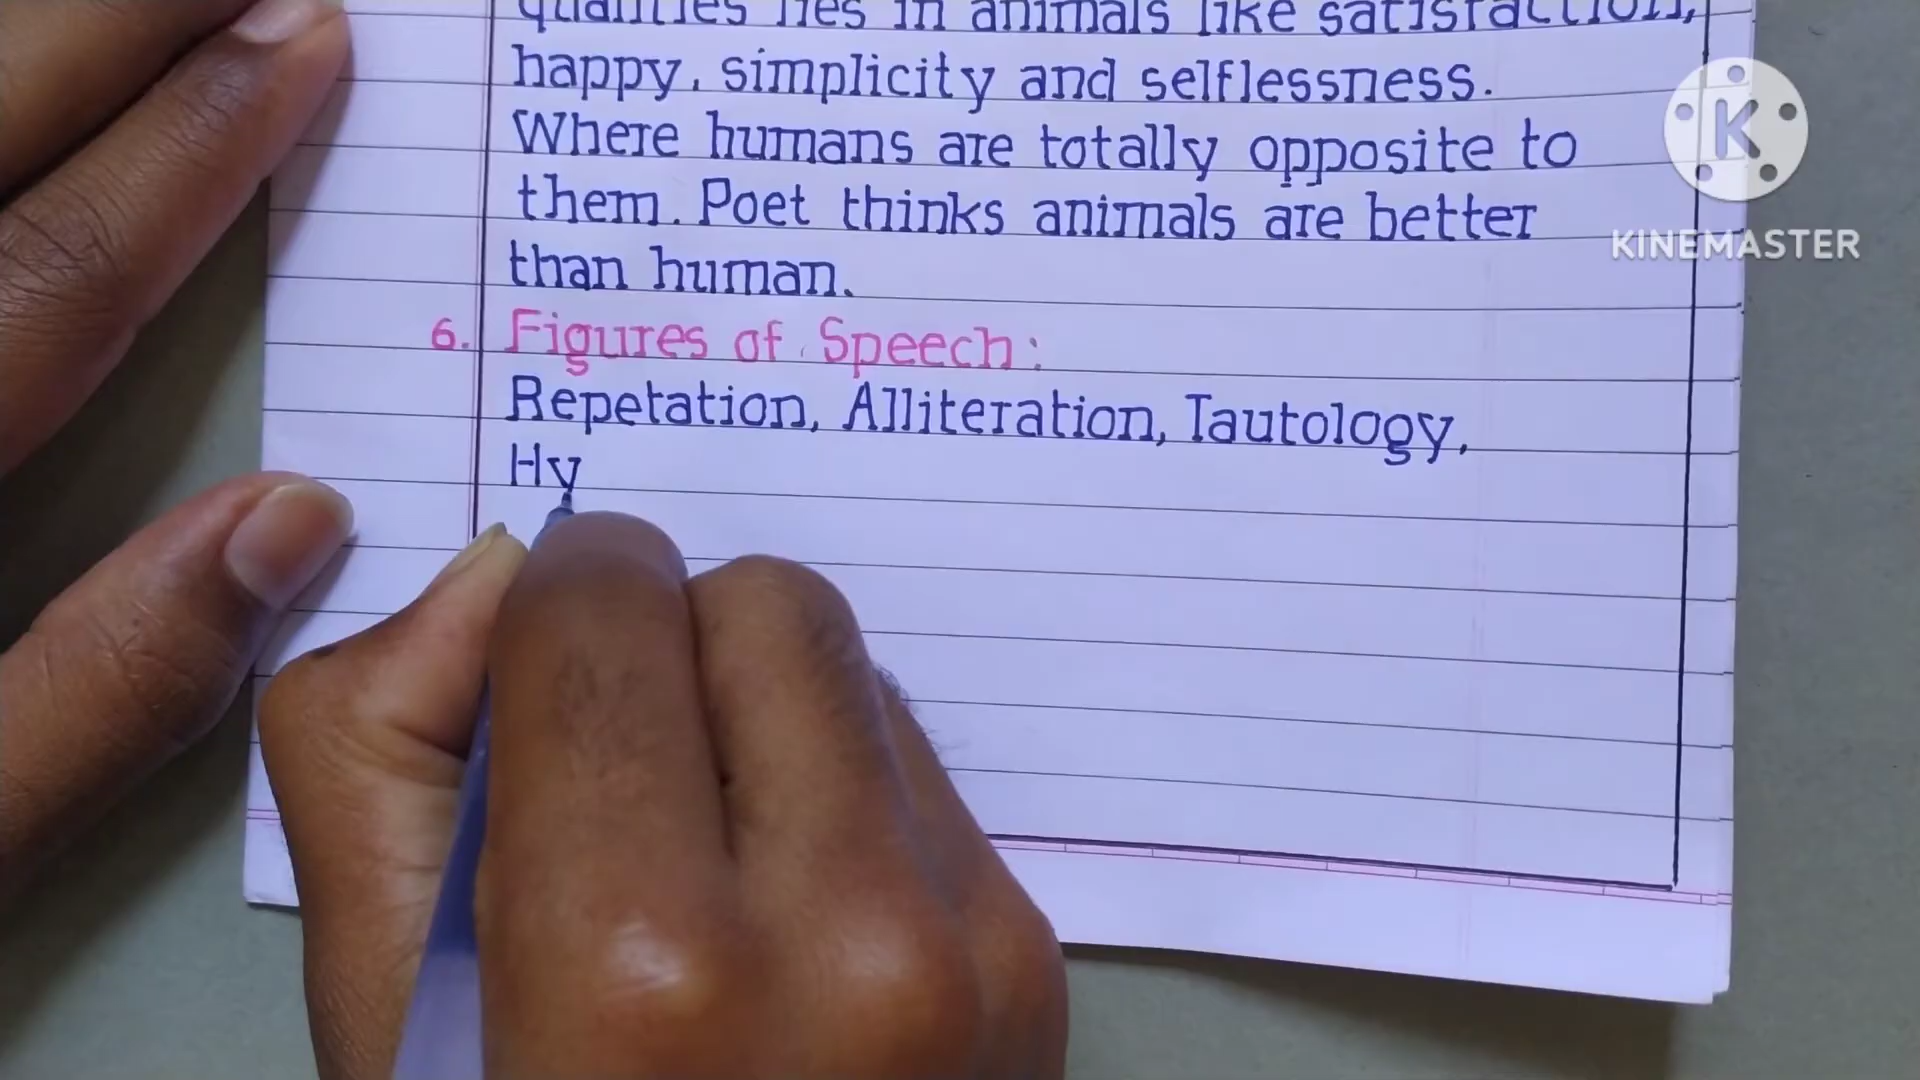 qualities lies in animals like satisfaction,
happy, simplicity and selflessness.
Where humans are totally opposite to
them. Poet thinks animals are better
than human.
6. Figures of Speech:
Repetation, Alliteration, Tautology,
Hy
K
KINEMASTER